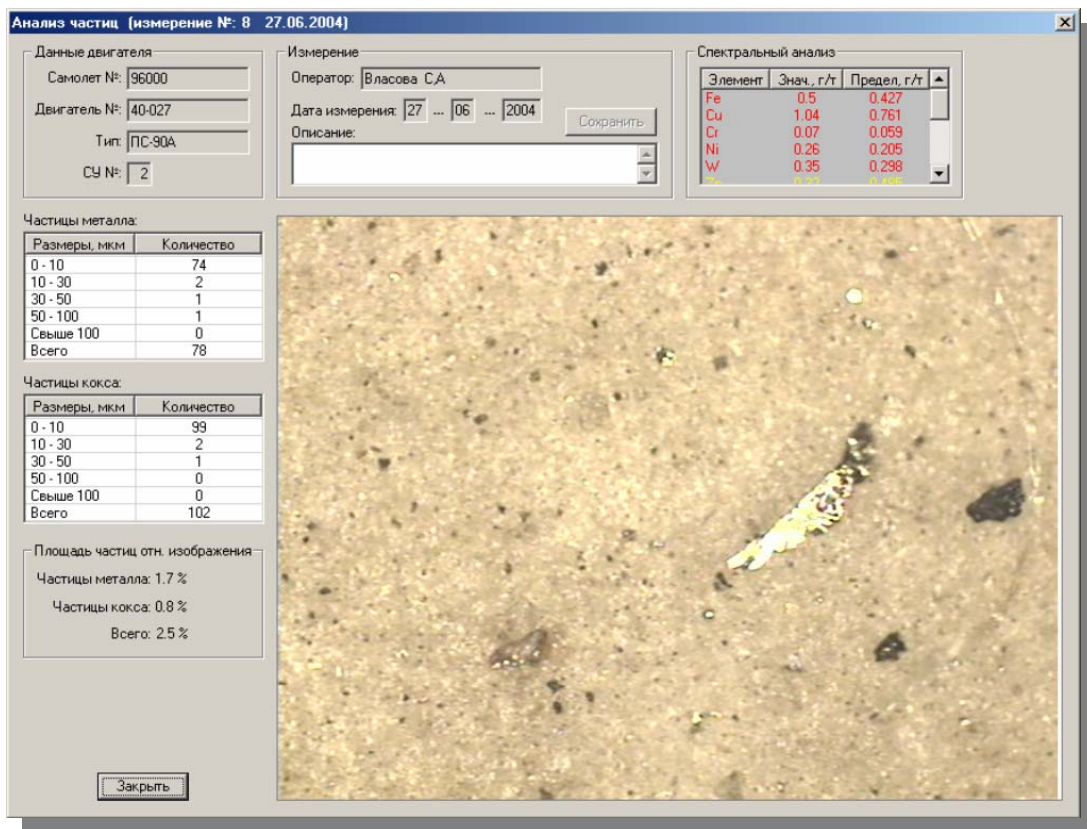 Анализ частиц (измерение №: 8 27.06.2004)
Данные двигателя
Самолет №: 96000
Двигатель №: 40-027
Тип: ПС-90А
СУ №: 2
Измерение
Оператор: Власова С,А
Дата измерения: 27 ... 06 ... 2004
Сохранить
Описание:
Спектральный анализ
Элемент Знач., г/т Предел, г/т
Fe 0.5 0.427
Cu 1.04 0.761
Cr 0.07 0.059
Ni 0.26 0.205
W 0.35 0.298
Частицы металла:
Размеры, мкм Количество
0 - 10 74
10 - 30 2
30 - 50 1
50 - 100 1
Свыше 100 0
Всего 78
Частицы кокса:
Размеры, мкм Количество
0 - 10 99
10 - 30 2
30 - 50 1
50 - 100 0
Свыше 100 0
Всего 102
Площадь частиц отн. изображения
Частицы металла: 1.7 %
Частицы кокса: 0.8 %
Всего: 2.5 %
Закрыть